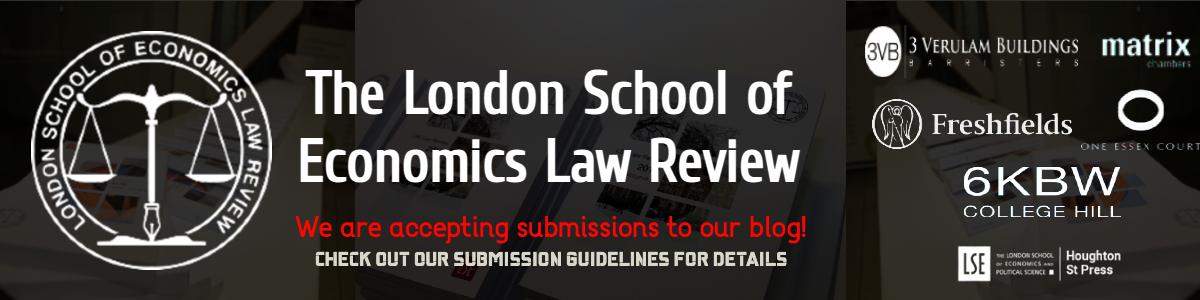 LONDON SCHOOL OF ECONOMICS LAW REVIEW
The London School of
Economics Law Review
We are accepting submissions to our blog!
CHECK OUT OUR SUBMISSION GUIDELINES FOR DETAILS
3VB
3 VERULAM BUILDINGS
BARRISTERS
matrix
chambers
Freshfields
ONE ESSEX COURT
6KBW
COLLEGE HILL
LSE
THE LONDON SCHOOL
OF ECONOMICS AND
POLITICAL SCIENCE
Houghton
St Press